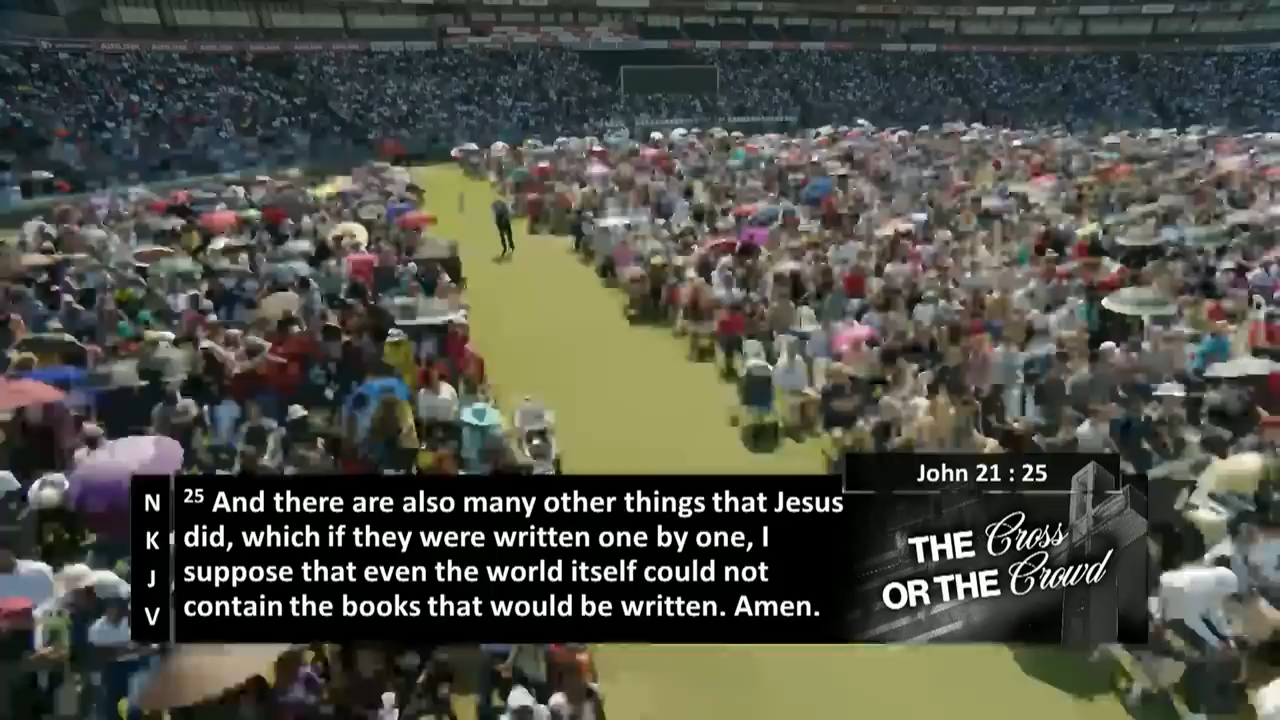 John 21 : 25
N
K
J
V
25 And there are also many other things that Jesus
did, which if they were written one by one, I
suppose that even the world itself could not
contain the books that would be written. Amen.
THE Cross
OR THE Crowd